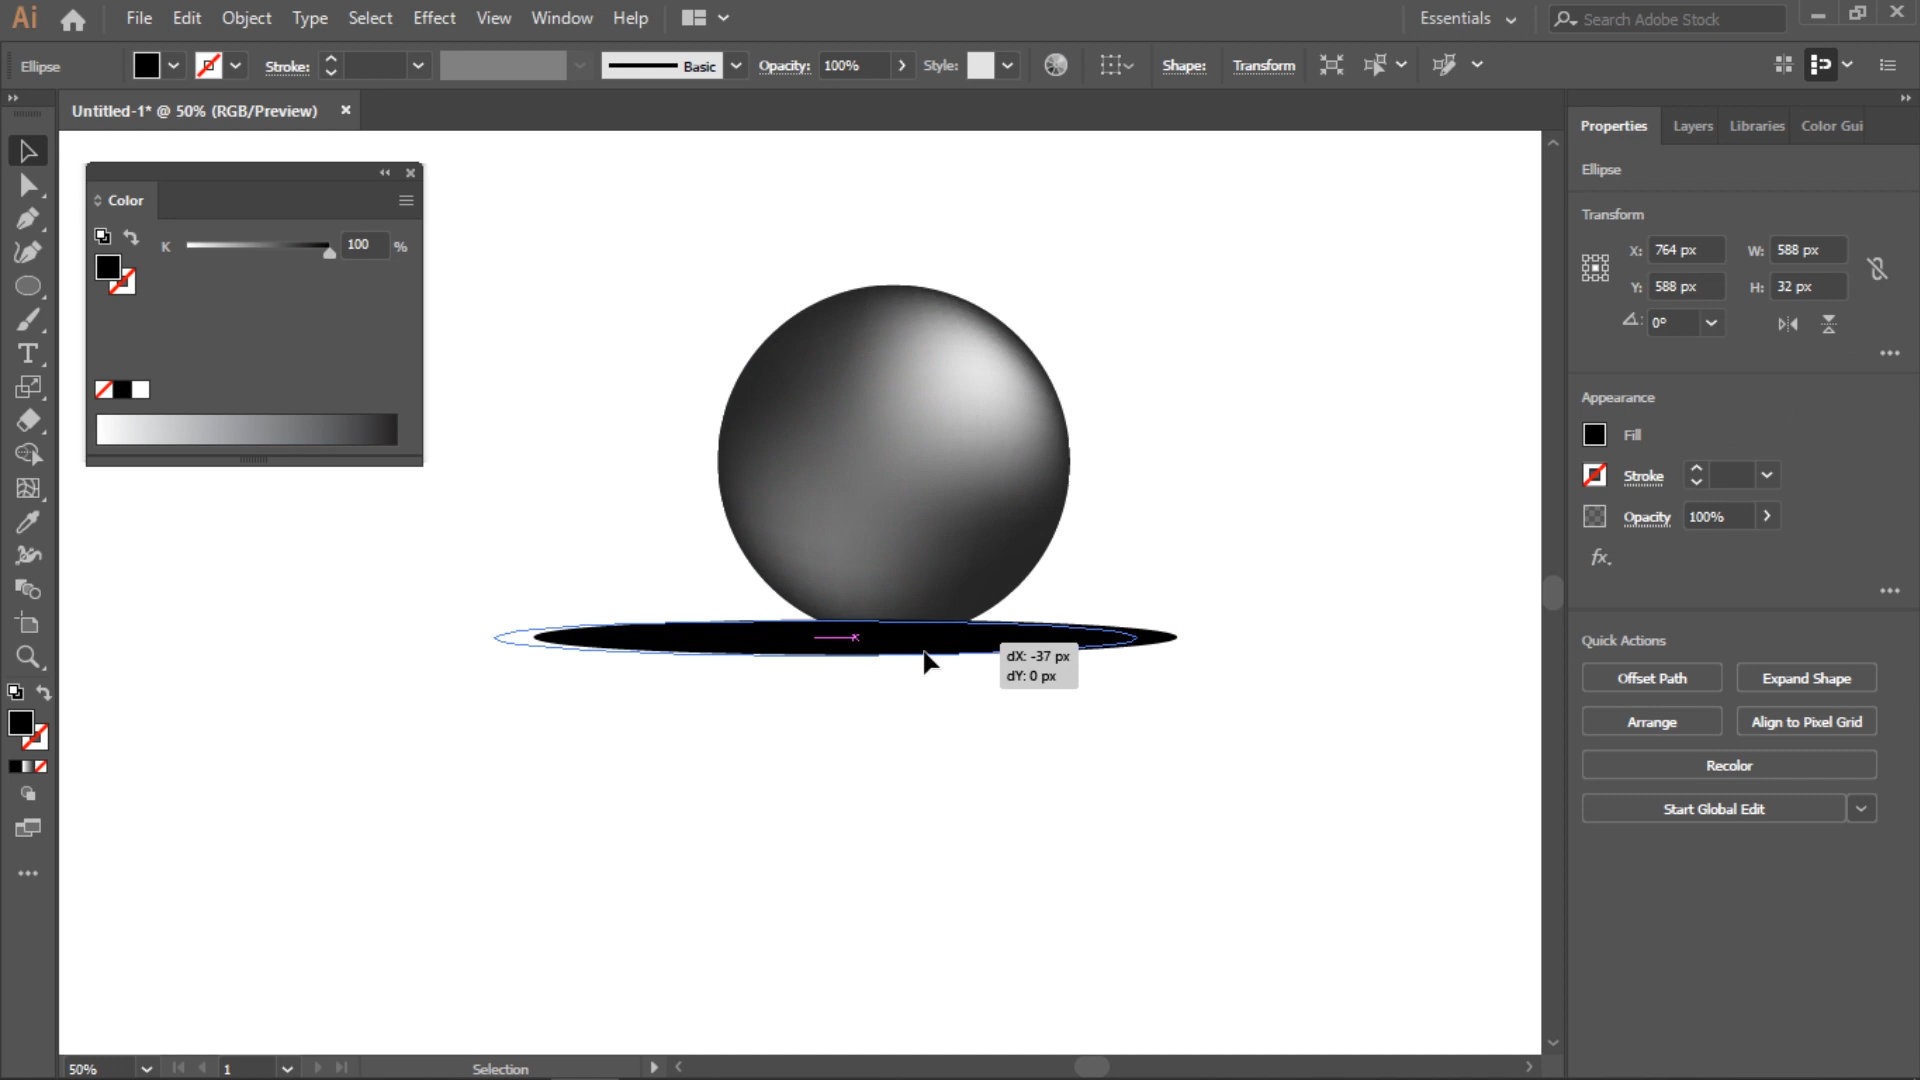 Ai File Edit Object Type Select Effect View Window Help Essentials Search Adobe Stock
Ellipse Stroke: Basic Opacity: 100% Style: Shape: Transform
Untitled-1* @ 50% (RGB/Preview)
Properties Layers Libraries Color Gui
Color
K 100 %
dX: -37 px
dY: 0 px
Ellipse
Transform
X: 764 px W: 588 px
Y: 588 px H: 32 px
0°
Appearance
Fill
Stroke
Opacity 100%
fx.
Quick Actions
Offset Path Expand Shape
Arrange Align to Pixel Grid
Recolor
Start Global Edit
50% 1 Selection